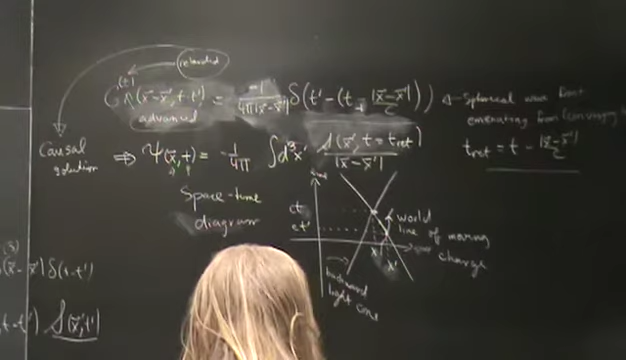 retarded
G^(±)(x⃗-x⃗', t-t') = -1/4π|x⃗-x⃗'| δ(t' - (t ∓ |x⃗-x⃗'|/c)) ← Spherical wave front
advanced
emanating from (converging
Causal solution ⇒ Ψ(x⃗,t) = -1/4π ∫d³x' S(x⃗', t = t_ret)/|x⃗-x⃗'|
t_ret = t - |x⃗-x⃗'|/c
Space-time
diagram
ct
ct'
world
line of moving
charge
x
x'
backward
light cone
(3)
(x⃗-x⃗')δ(t-t')
t-t') S(x⃗',t')